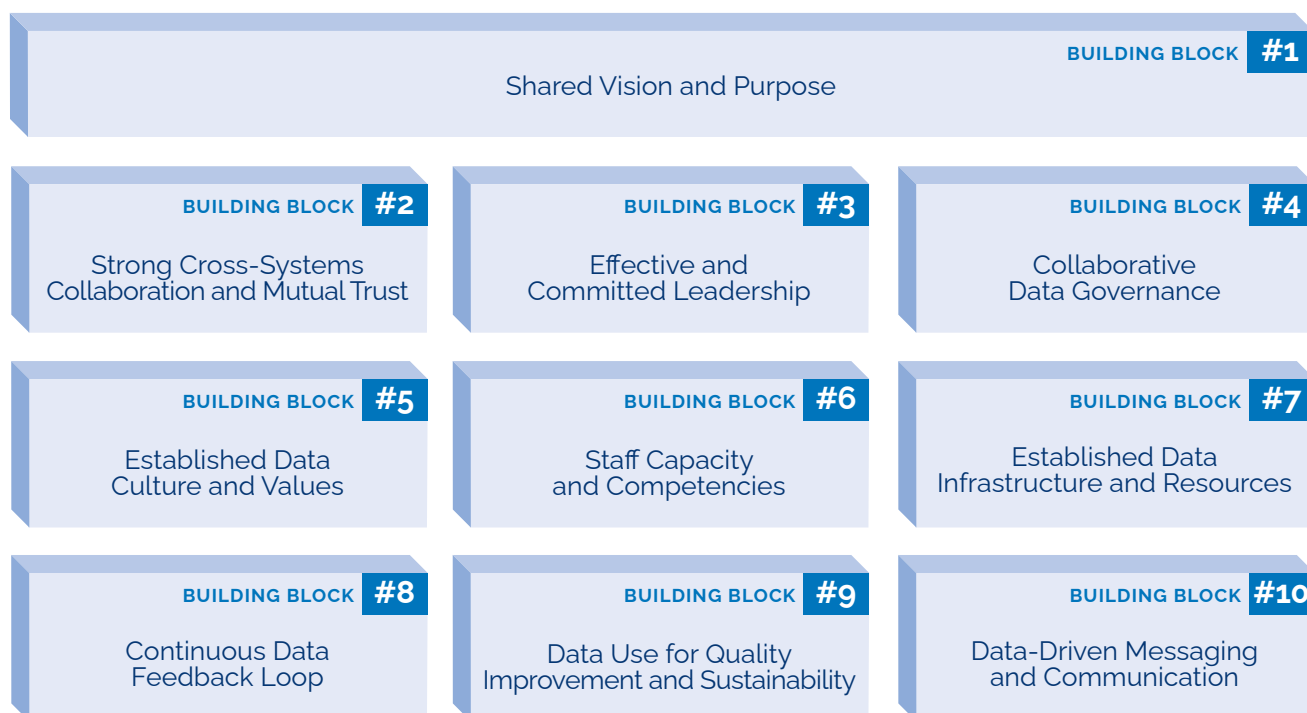 BUILDING BLOCK #1
Shared Vision and Purpose
BUILDING BLOCK #2
Strong Cross-Systems
Collaboration and Mutual Trust
BUILDING BLOCK #3
Effective and
Committed Leadership
BUILDING BLOCK #4
Collaborative
Data Governance
BUILDING BLOCK #5
Established Data
Culture and Values
BUILDING BLOCK #6
Staff Capacity
and Competencies
BUILDING BLOCK #7
Established Data
Infrastructure and Resources
BUILDING BLOCK #8
Continuous Data
Feedback Loop
BUILDING BLOCK #9
Data Use for Quality
Improvement and Sustainability
BUILDING BLOCK #10
Data-Driven Messaging
and Communication